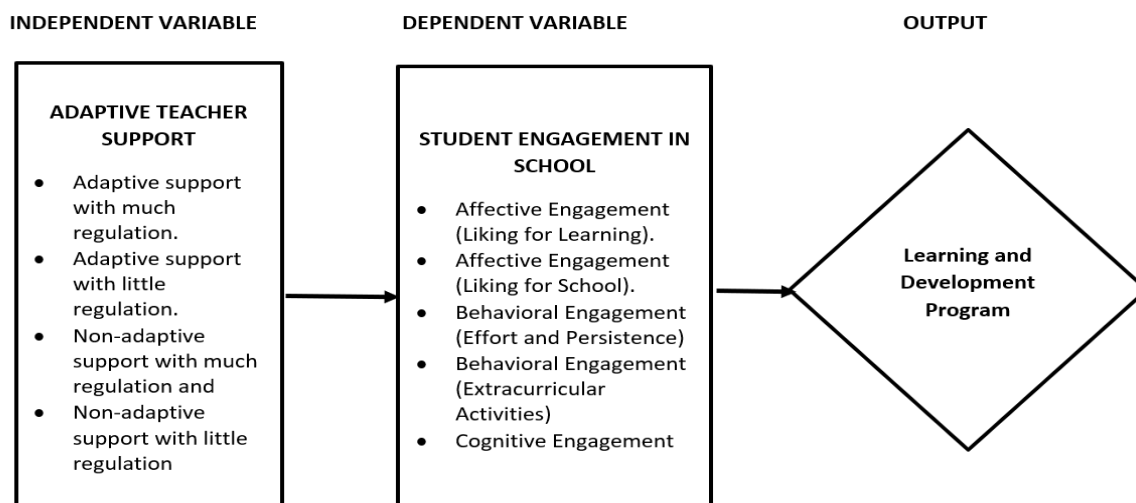 INDEPENDENT VARIABLE
DEPENDENT VARIABLE
OUTPUT
ADAPTIVE TEACHER
SUPPORT
● Adaptive support
with much
regulation.
● Adaptive support
with little
regulation.
● Non-adaptive
support with much
regulation and
● Non-adaptive
support with little
regulation
STUDENT ENGAGEMENT IN
SCHOOL
● Affective Engagement
(Liking for Learning).
● Affective Engagement
(Liking for School).
● Behavioral Engagement
(Effort and Persistence)
● Behavioral Engagement
(Extracurricular
Activities)
● Cognitive Engagement
Learning and
Development
Program